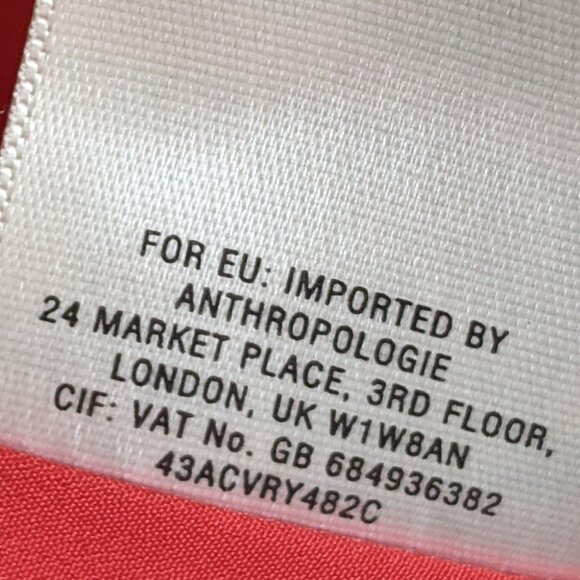 FOR EU: IMPORTED BY
ANTHROPOLOGIE
24 MARKET PLACE, 3RD FLOOR,
LONDON, UK W1W8AN
CIF: VAT No. GB 684936382
43ACVRY482C